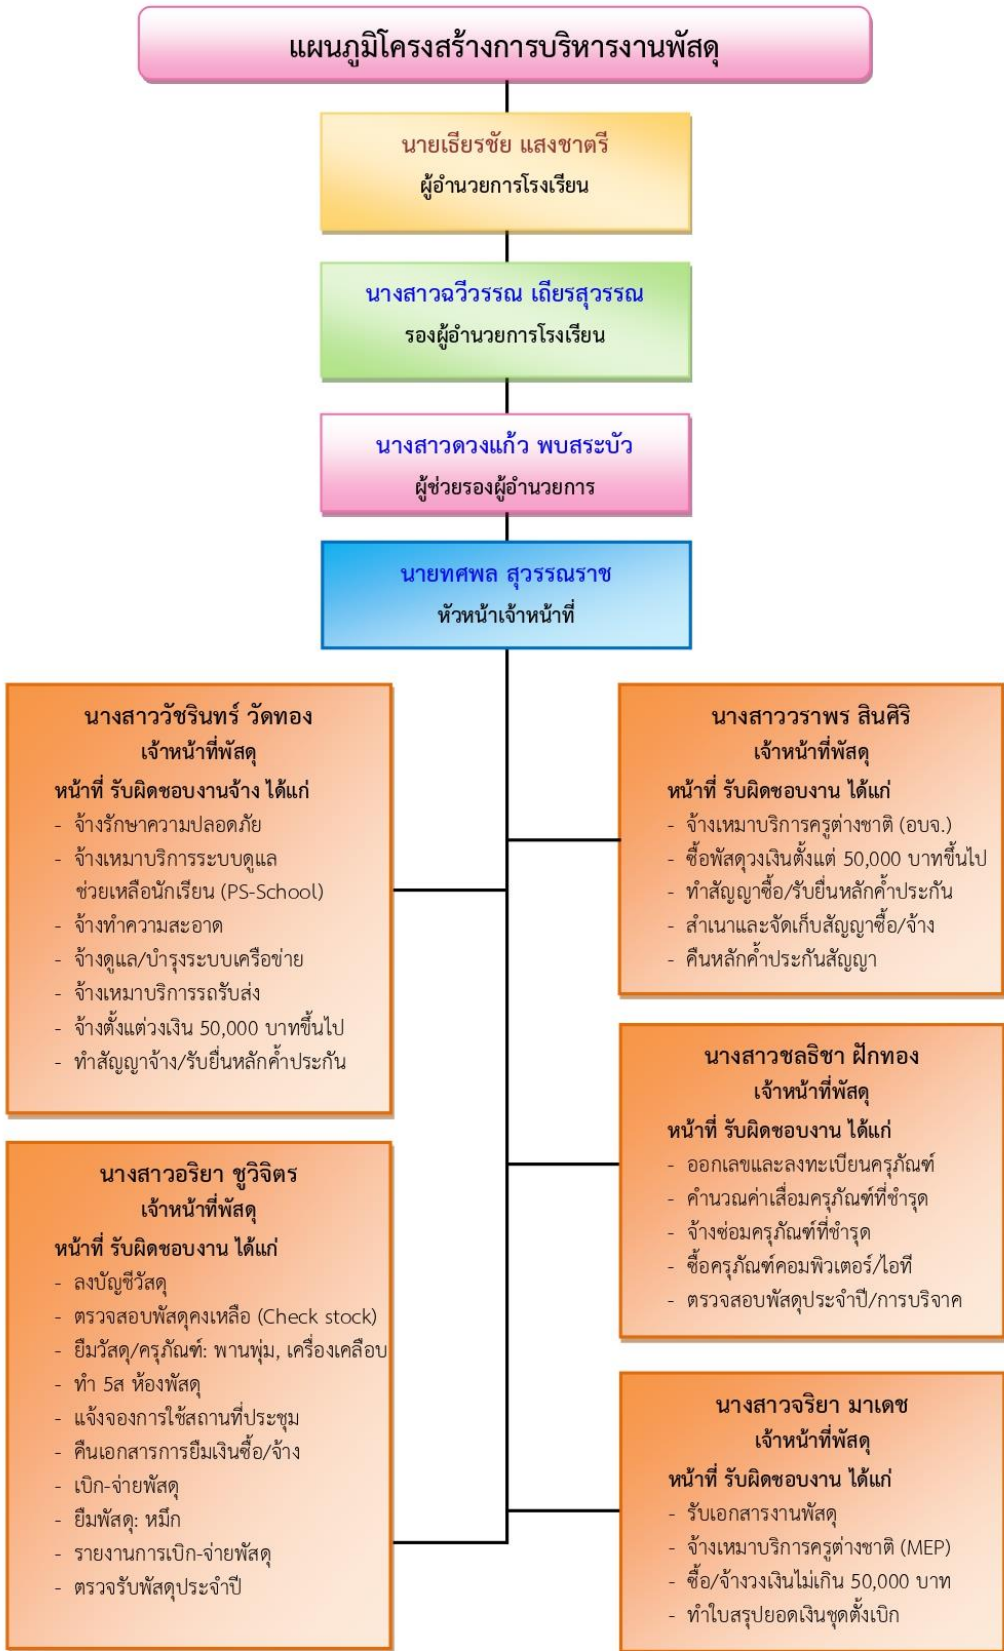 แผนภูมิโครงสร้างการบริหารงานพัสดุ
นายเธียรชัย แสงชาตรี
ผู้อำนวยการโรงเรียน
นางสาวฉวีวรรณ เถียรสุวรรณ
รองผู้อำนวยการโรงเรียน
นางสาวดวงแก้ว พบสระบัว
ผู้ช่วยรองผู้อำนวยการ
นายทศพล สุวรรณราช
หัวหน้าเจ้าหน้าที่
นางสาววัชรินทร์ วัดทอง
เจ้าหน้าที่พัสดุ
หน้าที่ รับผิดชอบงานจ้าง ได้แก่
- จ้างรักษาความปลอดภัย
- จ้างเหมาบริการระบบดูแล
ช่วยเหลือนักเรียน (PS-School)
- จ้างทำความสะอาด
- จ้างดูแล/บำรุงระบบเครือข่าย
- จ้างเหมาบริการรถรับส่ง
- จ้างตั้งแต่วงเงิน 50,000 บาทขึ้นไป
- ทำสัญญาจ้าง/รับยื่นหลักค้ำประกัน
นางสาวอริยา ชูวิจิตร
เจ้าหน้าที่พัสดุ
หน้าที่ รับผิดชอบงาน ได้แก่
- ลงบัญชีวัสดุ
- ตรวจสอบพัสดุคงเหลือ (Check stock)
- ยืมวัสดุ/ครุภัณฑ์: พานพุ่ม, เครื่องเคลือบ
- ทำ 5ส ห้องพัสดุ
- แจ้งจองการใช้สถานที่ประชุม
- คืนเอกสารการยืมเงินซื้อ/จ้าง
- เบิก-จ่ายพัสดุ
- ยืมพัสดุ: หมึก
- รายงานการเบิก-จ่ายพัสดุ
- ตรวจรับพัสดุประจำปี
นางสาววราพร สินศิริ
เจ้าหน้าที่พัสดุ
หน้าที่ รับผิดชอบงาน ได้แก่
- จ้างเหมาบริการครูต่างชาติ (อบจ.)
- ซื้อพัสดุวงเงินตั้งแต่ 50,000 บาทขึ้นไป
- ทำสัญญาซื้อ/รับยื่นหลักค้ำประกัน
- สำเนาและจัดเก็บสัญญาซื้อ/จ้าง
- คืนหลักค้ำประกันสัญญา
นางสาวชลธิชา ฝักทอง
เจ้าหน้าที่พัสดุ
หน้าที่ รับผิดชอบงาน ได้แก่
- ออกเลขและลงทะเบียนครุภัณฑ์
- คำนวณค่าเสื่อมครุภัณฑ์ที่ชำรุด
- จ้างซ่อมครุภัณฑ์ที่ชำรุด
- ซื้อครุภัณฑ์คอมพิวเตอร์/ไอที
- ตรวจสอบพัสดุประจำปี/การบริจาค
นางสาวจริยา มาเดช
เจ้าหน้าที่พัสดุ
หน้าที่ รับผิดชอบงาน ได้แก่
- รับเอกสารงานพัสดุ
- จ้างเหมาบริการครูต่างชาติ (MEP)
- ซื้อ/จ้างวงเงินไม่เกิน 50,000 บาท
- ทำใบสรุปยอดเงินชุดตั้งเบิก